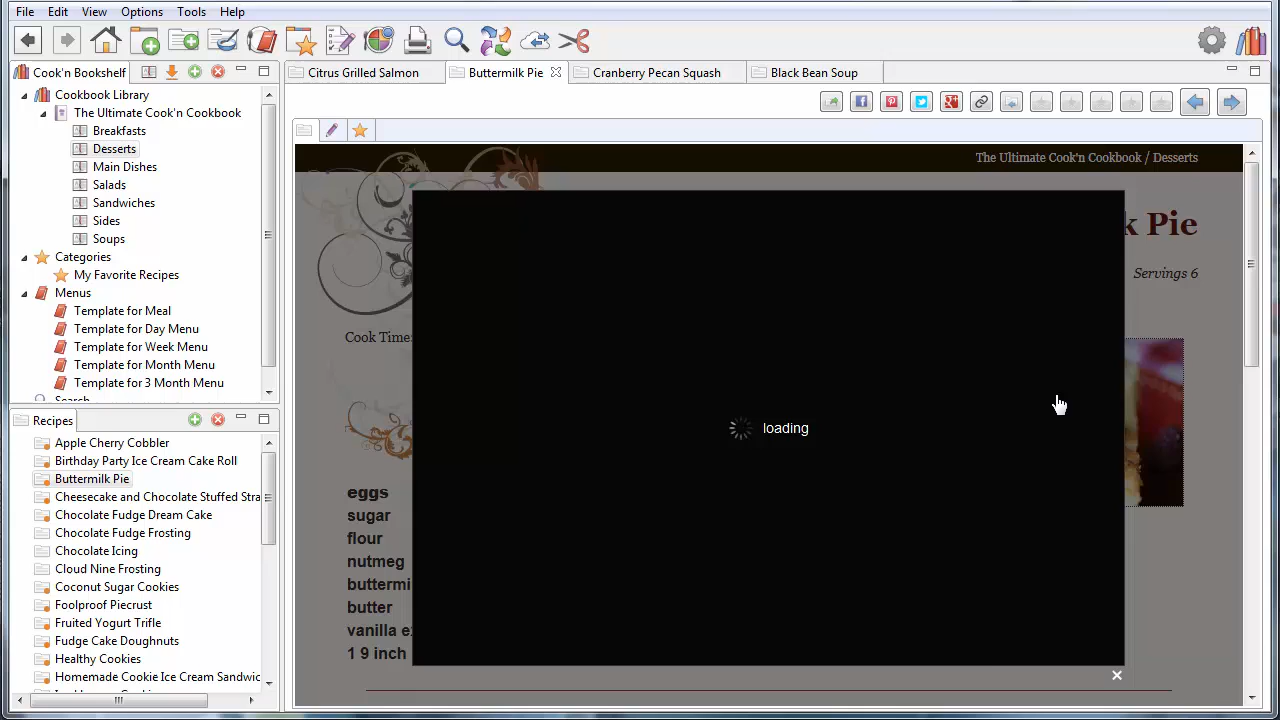 File Edit View Options Tools Help
Cook'n Bookshelf
Citrus Grilled Salmon
Buttermilk Pie
Cranberry Pecan Squash
Black Bean Soup
Cookbook Library
The Ultimate Cook'n Cookbook
Breakfasts
Desserts
Main Dishes
Salads
Sandwiches
Sides
Soups
Categories
My Favorite Recipes
Menus
Template for Meal
Template for Day Menu
Template for Week Menu
Template for Month Menu
Template for 3 Month Menu
Search
Recipes
Apple Cherry Cobbler
Birthday Party Ice Cream Cake Roll
Buttermilk Pie
Cheesecake and Chocolate Stuffed Stra
Chocolate Fudge Dream Cake
Chocolate Fudge Frosting
Chocolate Icing
Cloud Nine Frosting
Coconut Sugar Cookies
Foolproof Piecrust
Fruited Yogurt Trifle
Fudge Cake Doughnuts
Healthy Cookies
Homemade Cookie Ice Cream Sandwic
The Ultimate Cook'n Cookbook / Desserts
k Pie
Servings 6
Cook Time:
loading
eggs
sugar
flour
nutmeg
buttermi
butter
vanilla e
1 9 inch